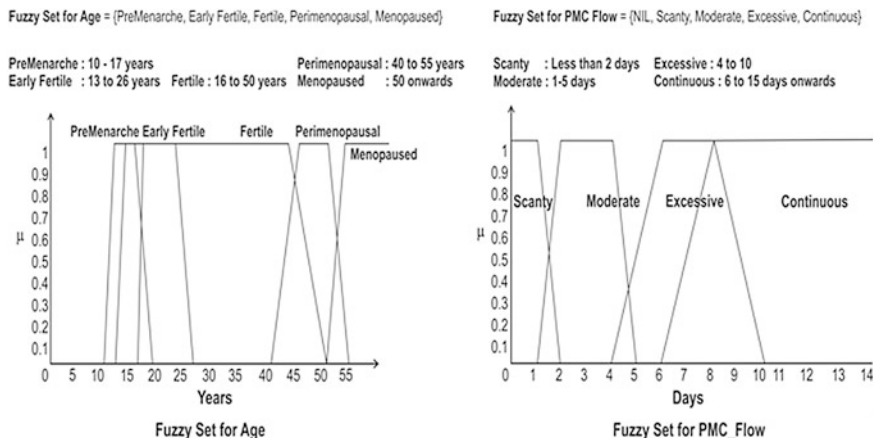 Fuzzy Set for Age = {PreMenarche, Early Fertile, Fertile, Perimenopausal, Menopaused}
PreMenarche : 10 - 17 years Perimenopausal : 40 to 55 years
Early Fertile : 13 to 26 years Fertile : 16 to 50 years Menopaused : 50 onwards
PreMenarche Early Fertile Fertile Perimenopausal
Menopaused
1
0.9
0.8
0.7
0.6
0.5
0.4
0.3
0.2
0.1
μ
0 5 10 15 20 25 30 35 40 45 50 55
Years
Fuzzy Set for Age
Fuzzy Set for PMC Flow = {NIL, Scanty, Moderate, Excessive, Continuous}
Scanty : Less than 2 days Excessive : 4 to 10
Moderate : 1-5 days Continuous : 6 to 15 days onwards
1
0.9
0.8
0.7
0.6
0.5
0.4
0.3
0.2
0.1
μ
Scanty Moderate Excessive Continuous
0 1 2 3 4 5 6 7 8 9 10 11 12 13 14
Days
Fuzzy Set for PMC_Flow